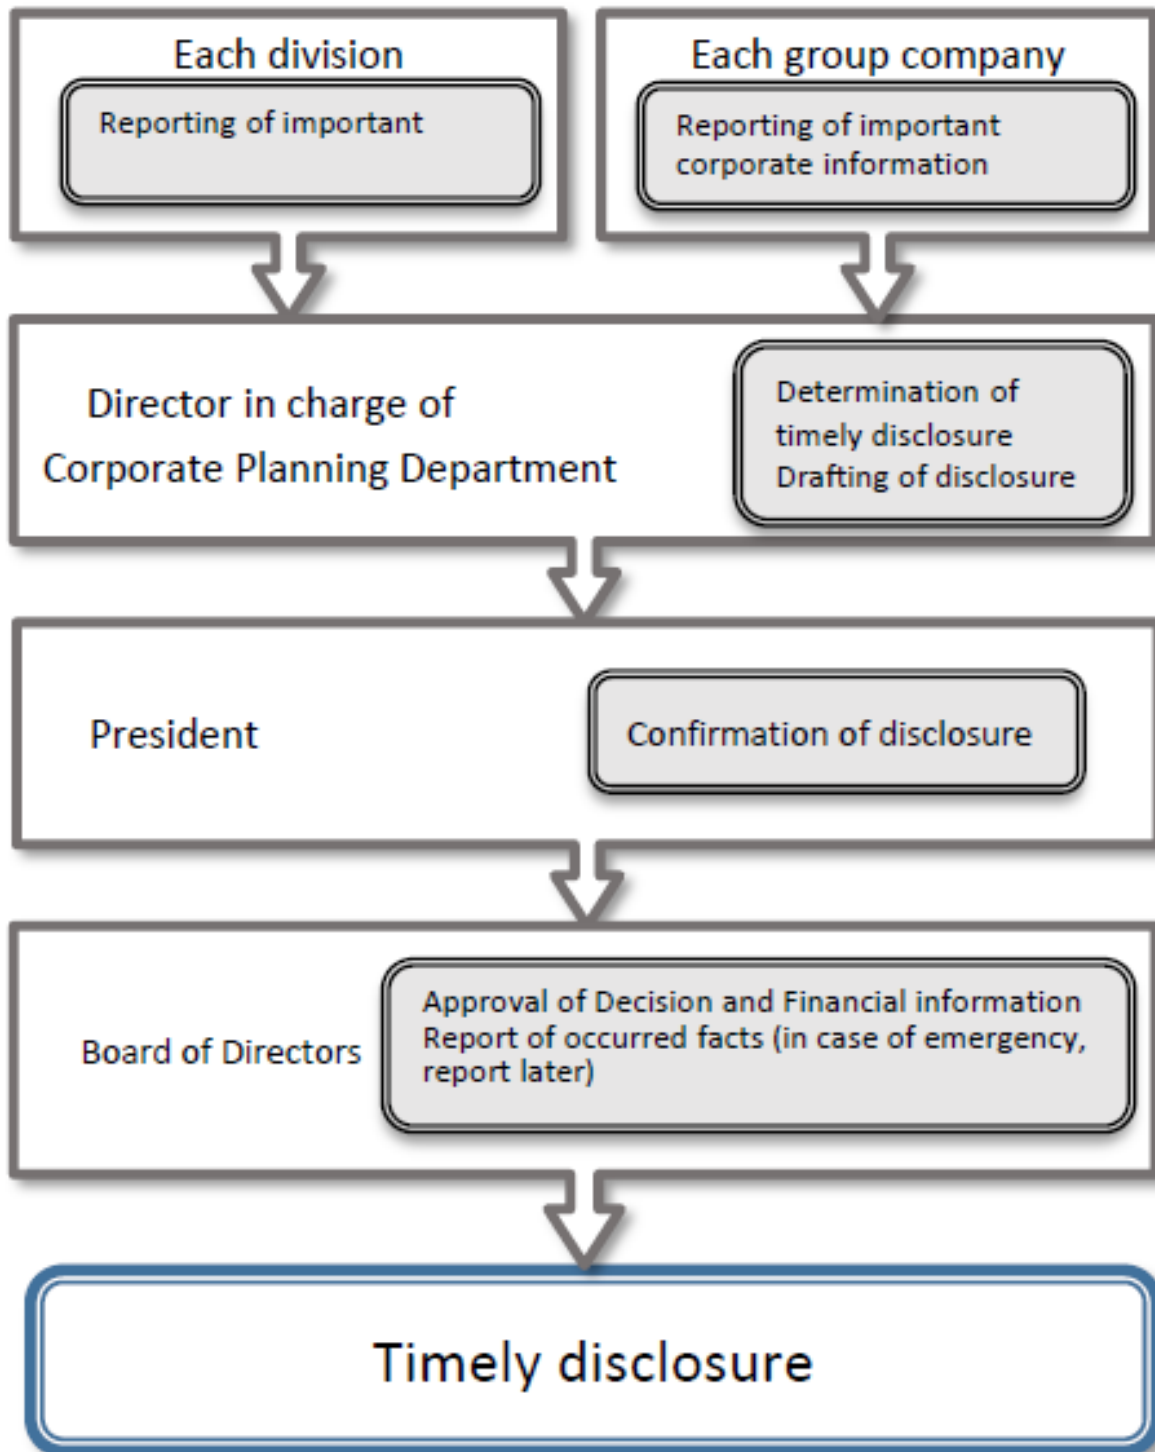 Each division
Reporting of important
Each group company
Reporting of important
corporate information
Director in charge of
Corporate Planning Department
Determination of
timely disclosure
Drafting of disclosure
President
Confirmation of disclosure
Board of Directors
Approval of Decision and Financial information
Report of occurred facts (in case of emergency,
report later)
Timely disclosure